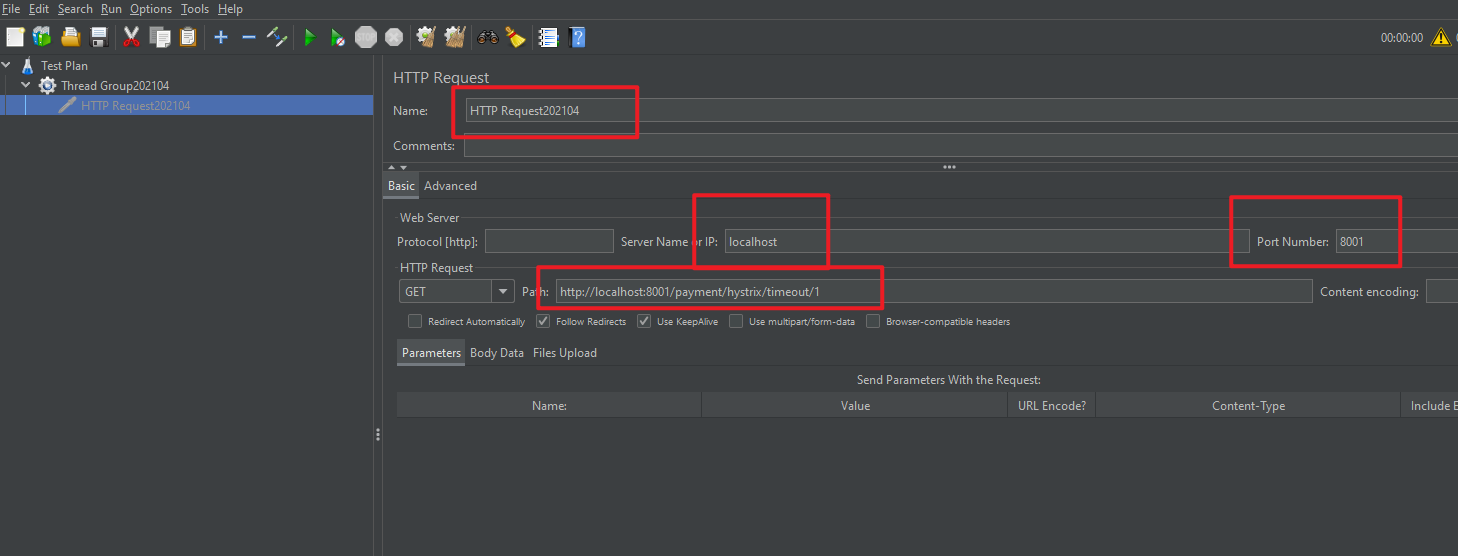 File Edit Search Run Options Tools Help
STOP 00:00:00
Test Plan
Thread Group202104
HTTP Request202104
HTTP Request
Name: HTTP Request202104
Comments:
Basic Advanced
Web Server
Protocol [http]: Server Name or IP: localhost Port Number: 8001
HTTP Request
GET Path: http://localhost:8001/payment/hystrix/timeout/1 Content encoding:
Redirect Automatically Follow Redirects Use KeepAlive Use multipart/form-data Browser-compatible headers
Parameters Body Data Files Upload
Send Parameters With the Request:
Name: Value URL Encode? Content-Type Include E